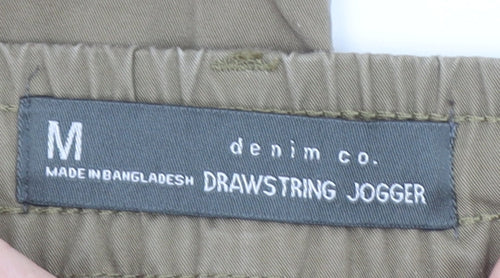 M
denim co.
MADE IN BANGLADESH DRAWSTRING JOGGER